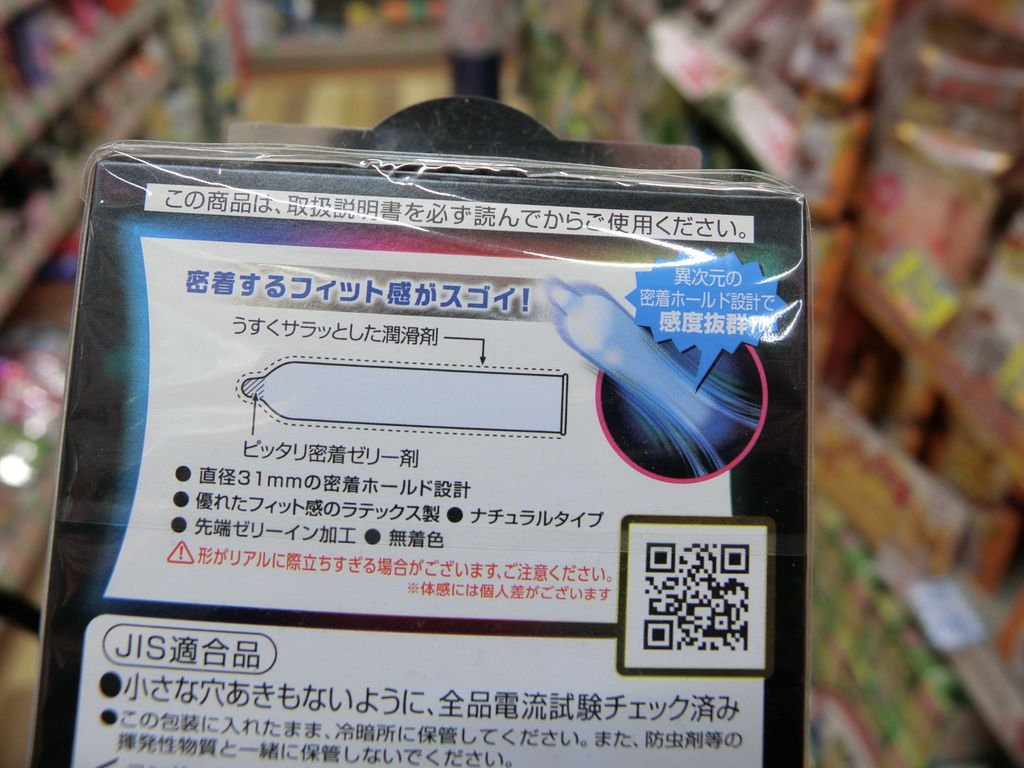 この商品は、取扱説明書を必ず読んでからご使用ください。
密着するフィット感がスゴイ!
異次元の
密着ホールド設計で
感度抜群!!
うすくサラッとした潤滑剤
ピッタリ密着ゼリー剤
● 直径31mmの密着ホールド設計
● 優れたフィット感のラテックス製 ● ナチュラルタイプ
● 先端ゼリーイン加工 ● 無着色
⚠形がリアルに際立ちすぎる場合がございます、ご注意ください。
※体感には個人差がございます
JIS適合品
●小さな穴あきもないように、全品電流試験チェック済み
●この包装に入れたまま、冷暗所に保管してください。また、防虫剤等の
揮発性物質と一緒に保管しないでください。